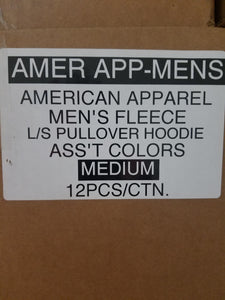 AMER APP-MENS
AMERICAN APPAREL
MEN'S FLEECE
L/S PULLOVER HOODIE
ASS'T COLORS
MEDIUM
12PCS/CTN.